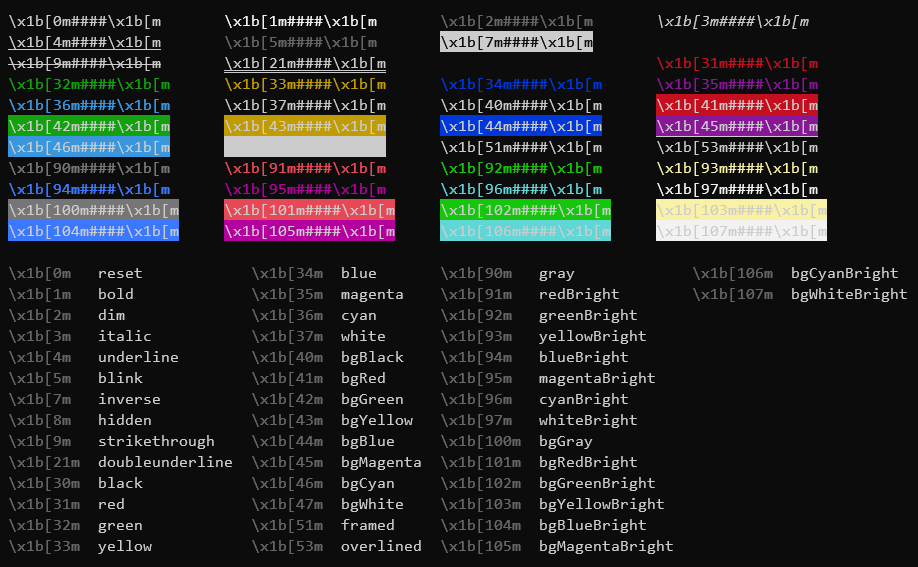 \x1b[0m####\x1b[m \x1b[1m####\x1b[m \x1b[2m####\x1b[m \x1b[3m####\x1b[m
\x1b[4m####\x1b[m \x1b[5m####\x1b[m \x1b[7m####\x1b[m
\x1b[9m####\x1b[m \x1b[21m####\x1b[m \x1b[31m####\x1b[m
\x1b[32m####\x1b[m \x1b[33m####\x1b[m \x1b[34m####\x1b[m \x1b[35m####\x1b[m
\x1b[36m####\x1b[m \x1b[37m####\x1b[m \x1b[40m####\x1b[m \x1b[41m####\x1b[m
\x1b[42m####\x1b[m \x1b[43m####\x1b[m \x1b[44m####\x1b[m \x1b[45m####\x1b[m
\x1b[46m####\x1b[m \x1b[51m####\x1b[m \x1b[53m####\x1b[m
\x1b[90m####\x1b[m \x1b[91m####\x1b[m \x1b[92m####\x1b[m \x1b[93m####\x1b[m
\x1b[94m####\x1b[m \x1b[95m####\x1b[m \x1b[96m####\x1b[m \x1b[97m####\x1b[m
\x1b[100m####\x1b[m \x1b[101m####\x1b[m \x1b[102m####\x1b[m \x1b[103m####\x1b[m
\x1b[104m####\x1b[m \x1b[105m####\x1b[m \x1b[106m####\x1b[m \x1b[107m####\x1b[m
\x1b[0m reset \x1b[34m blue \x1b[90m gray \x1b[106m bgCyanBright
\x1b[1m bold \x1b[35m magenta \x1b[91m redBright \x1b[107m bgWhiteBright
\x1b[2m dim \x1b[36m cyan \x1b[92m greenBright
\x1b[3m italic \x1b[37m white \x1b[93m yellowBright
\x1b[4m underline \x1b[40m bgBlack \x1b[94m blueBright
\x1b[5m blink \x1b[41m bgRed \x1b[95m magentaBright
\x1b[7m inverse \x1b[42m bgGreen \x1b[96m cyanBright
\x1b[8m hidden \x1b[43m bgYellow \x1b[97m whiteBright
\x1b[9m strikethrough \x1b[44m bgBlue \x1b[100m bgGray
\x1b[21m doubleunderline \x1b[45m bgMagenta \x1b[101m bgRedBright
\x1b[30m black \x1b[46m bgCyan \x1b[102m bgGreenBright
\x1b[31m red \x1b[47m bgWhite \x1b[103m bgYellowBright
\x1b[32m green \x1b[51m framed \x1b[104m bgBlueBright
\x1b[33m yellow \x1b[53m overlined \x1b[105m bgMagentaBright